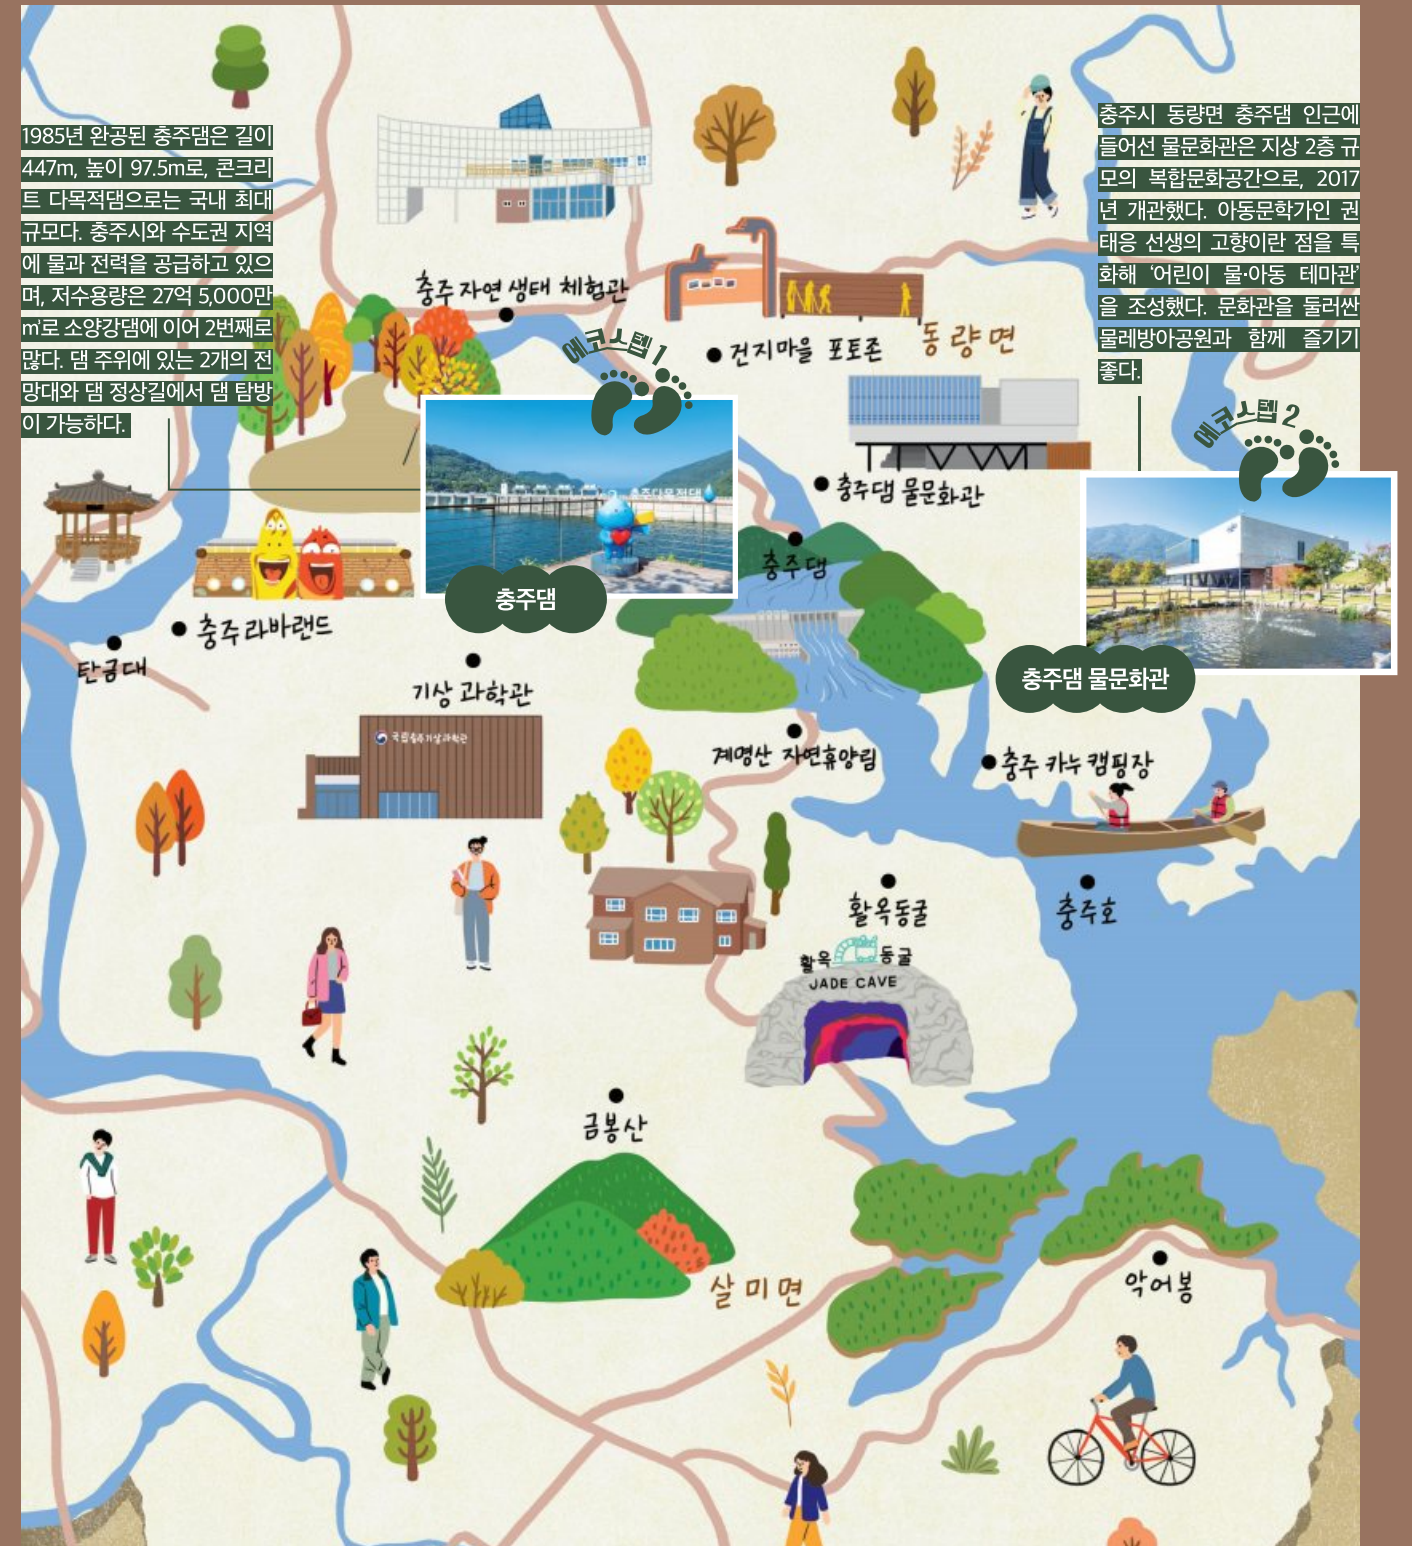 1985년 완공된 충주댐은 길이
447m, 높이 97.5m로, 콘크리
트 다목적댐으로는 국내 최대
규모다. 충주시와 수도권 지역
에 물과 전력을 공급하고 있으
며, 저수용량은 27억 5,000만
㎥로 소양강댐에 이어 2번째로
많다. 댐 주위에 있는 2개의 전
망대와 댐 정상길에서 댐 탐방
이 가능하다.
충주시 동량면 충주댐 인근에
들어선 물문화관은 지상 2층 규
모의 복합문화공간으로, 2017
년 개관했다. 아동문학가인 권
태응 선생의 고향이란 점을 특
화해 ‘어린이 물·아동 테마관’
을 조성했다. 문화관을 둘러싼
물레방아공원과 함께 즐기기
좋다.
충주 자연 생태 체험관
에코스텝 1
건지마을 포토존
동량면
에코스텝 2
충주댐 물문화관
충주다목적댐
충주댐
충주댐
충주 라바랜드
탄금대
기상 과학관
국립충주기상과학관
충주댐 물문화관
계명산 자연휴양림
충주 카누 캠핑장
활옥동굴
충주호
활옥동굴
JADE CAVE
금봉산
살미면
악어봉